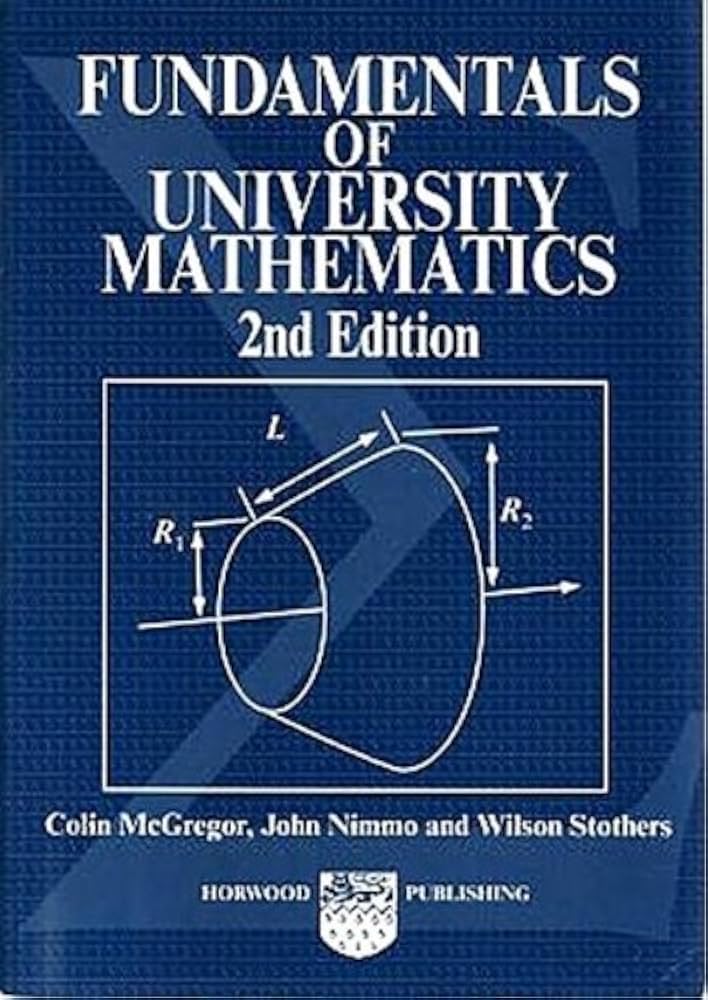 FUNDAMENTALS
OF
UNIVERSITY
MATHEMATICS
2nd Edition
L
R1
R2
Colin McGregor, John Nimmo and Wilson Stothers
HORWOOD PUBLISHING